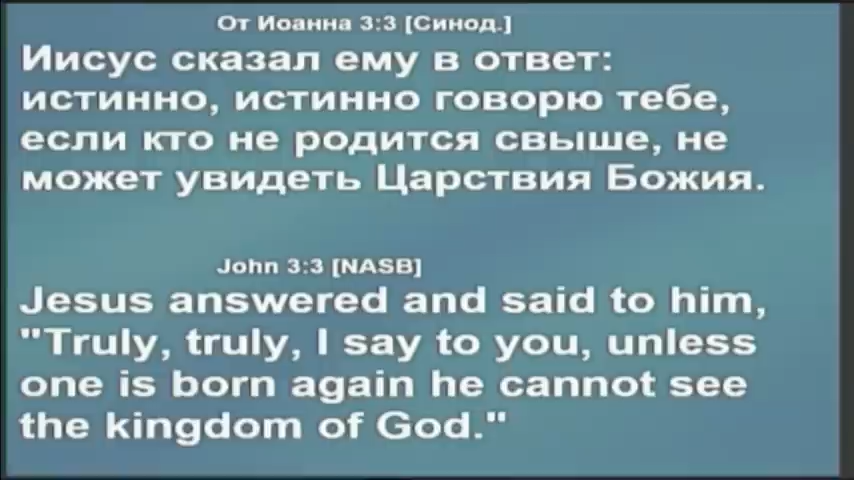 От Иоанна 3:3 [Синод.]
Иисус сказал ему в ответ:
истинно, истинно говорю тебе,
если кто не родится свыше, не
может увидеть Царствия Божия.
John 3:3 [NASB]
Jesus answered and said to him,
"Truly, truly, I say to you, unless
one is born again he cannot see
the kingdom of God."